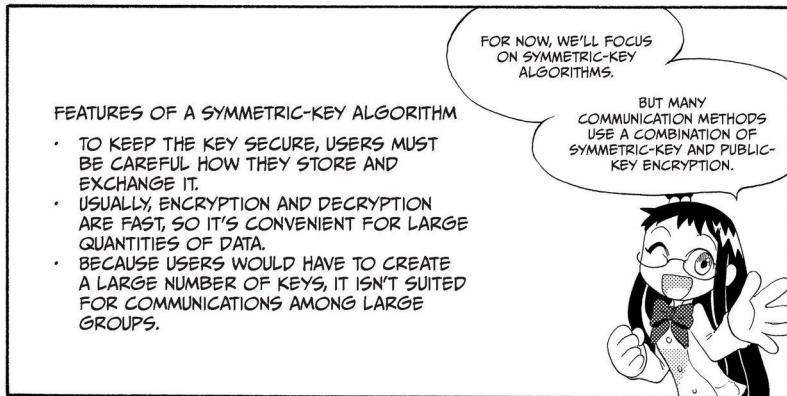 FOR NOW, WE'LL FOCUS
ON SYMMETRIC-KEY
ALGORITHMS.
BUT MANY
COMMUNICATION METHODS
USE A COMBINATION OF
SYMMETRIC-KEY AND PUBLIC-
KEY ENCRYPTION.
FEATURES OF A SYMMETRIC-KEY ALGORITHM
• TO KEEP THE KEY SECURE, USERS MUST
BE CAREFUL HOW THEY STORE AND
EXCHANGE IT.
• USUALLY, ENCRYPTION AND DECRYPTION
ARE FAST, SO IT'S CONVENIENT FOR LARGE
QUANTITIES OF DATA.
• BECAUSE USERS WOULD HAVE TO CREATE
A LARGE NUMBER OF KEYS, IT ISN'T SUITED
FOR COMMUNICATIONS AMONG LARGE
GROUPS.